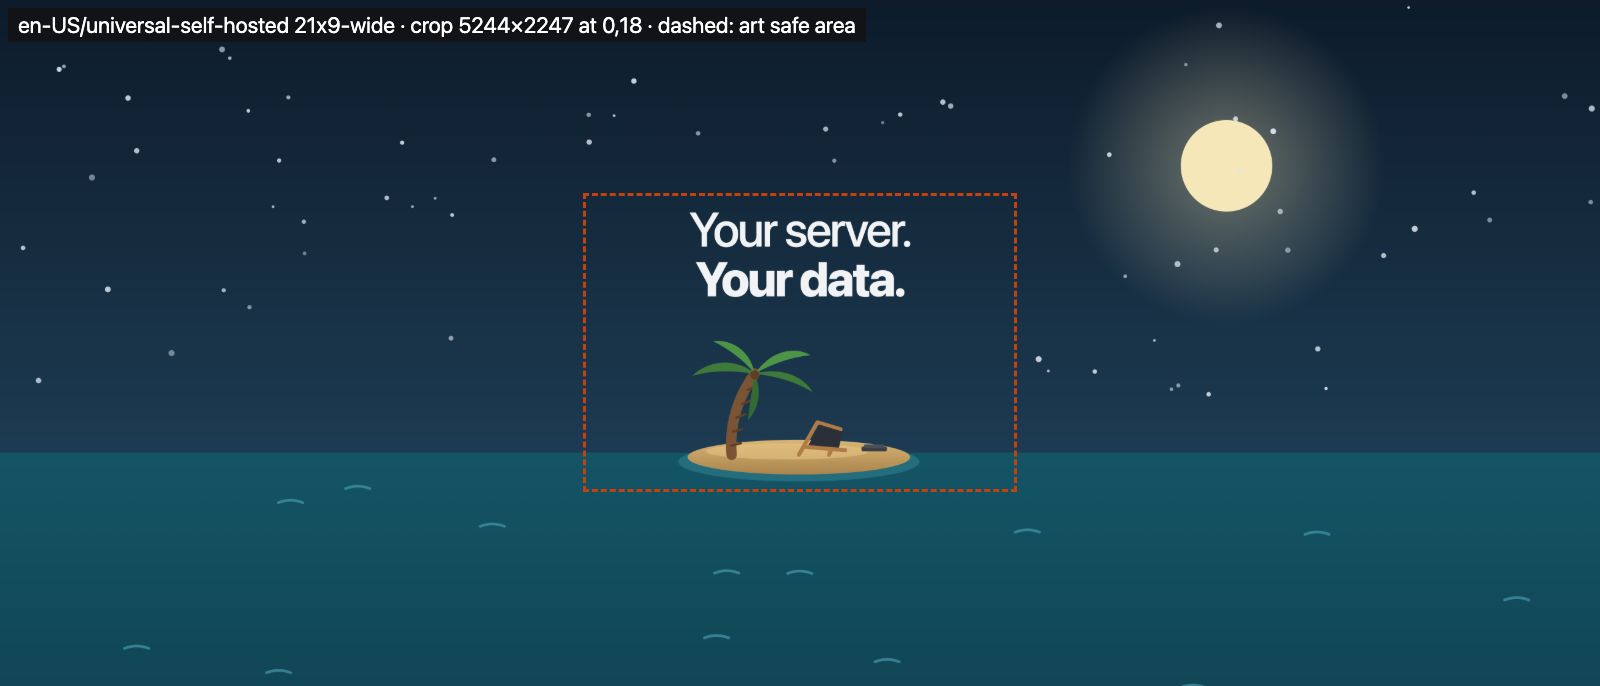 en-US/universal-self-hosted 21x9-wide · crop 5244×2247 at 0,18 · dashed: art safe area
Your server.
Your data.